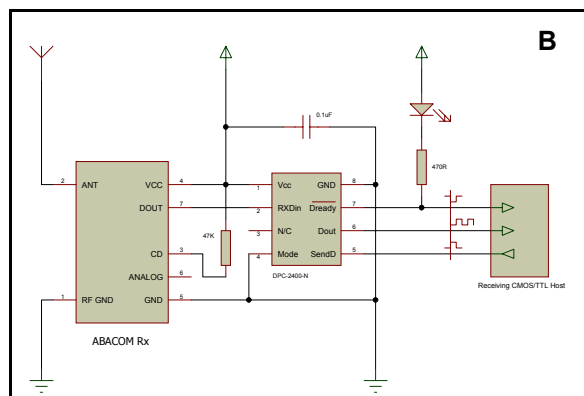 B
0.1uF
470R
2 ANT VCC 4
DOUT 7
CD 3
ANALOG 6
1 RF GND GND 5
ABACOM Rx
47K
1 Vcc GND 8
2 RXDin Dready 7
3 N/C Dout 6
4 Mode SendD 5
DPC-2400-N
Receiving CMOS/TTL Host